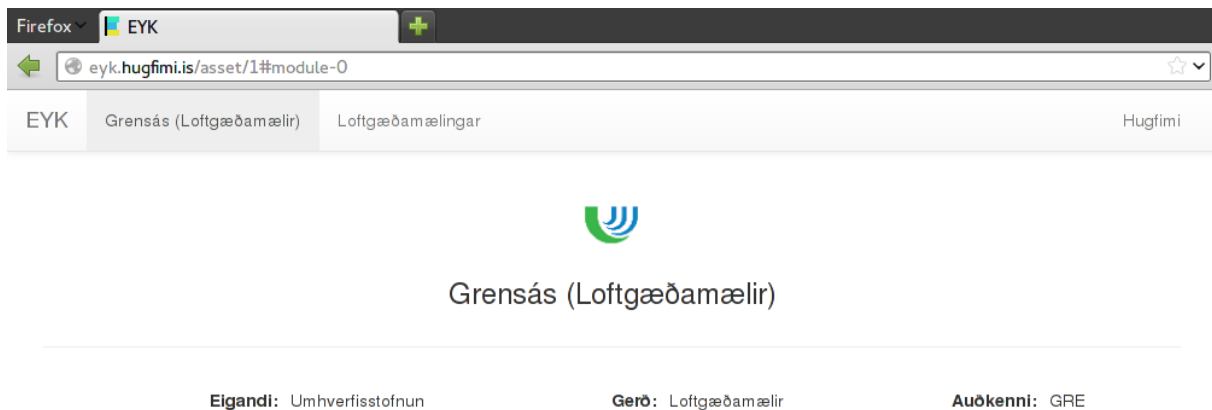 Firefox EYK
eyk.hugfimi.is/asset/1#module-0
EYK Grensás (Loftgæðamælir) Loftgæðamælingar Hugfimi
Grensás (Loftgæðamælir)
Eigandi: Umhverfisstofnun Gerð: Loftgæðamælir Auðkenni: GRE